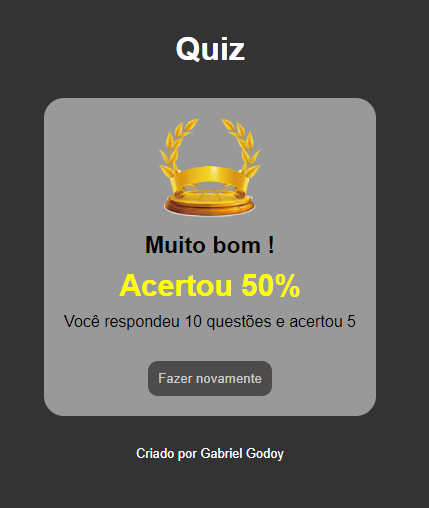 Quiz
Muito bom !
Acertou 50%
Você respondeu 10 questões e acertou 5
Fazer novamente
Criado por Gabriel Godoy